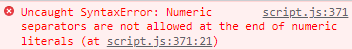 Uncaught SyntaxError: Numeric script.js:371
separators are not allowed at the end of numeric
literals (at script.js:371:21)